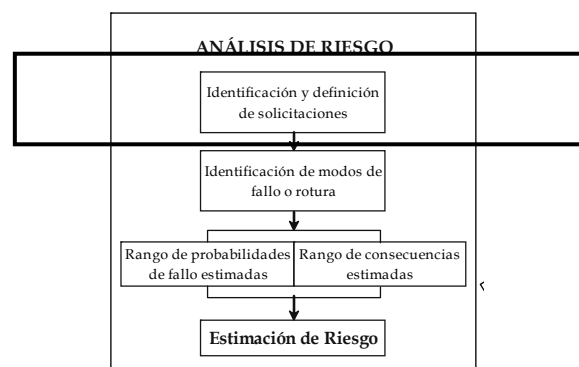 ANÁLISIS DE RIESGO
Identificación y definición
de solicitaciones
Identificación de modos de
fallo o rotura
Rango de probabilidades
de fallo estimadas
Rango de consecuencias
estimadas
Estimación de Riesgo